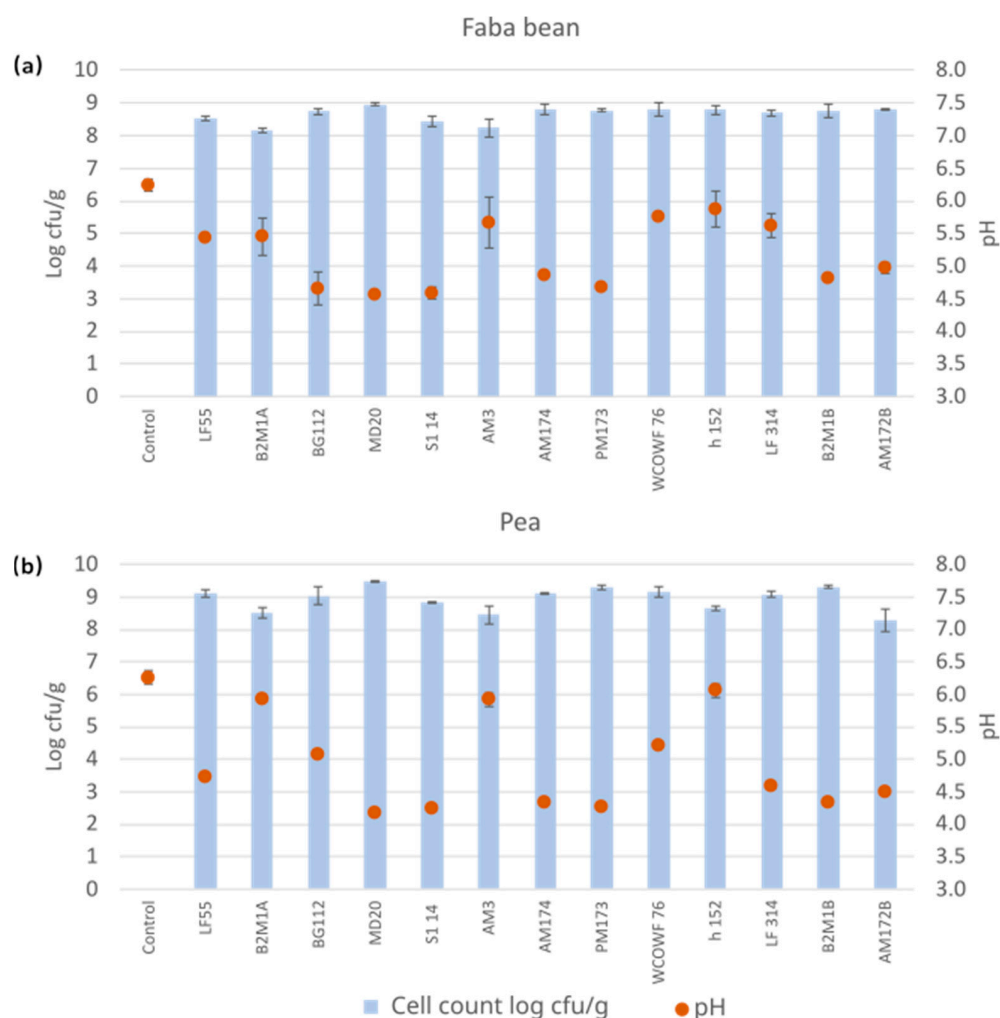 Faba bean
(a)
10 8.0
9 7.5
8 7.0
7 6.5
6 6.0
5 5.5
4 5.0
3 4.5
2 4.0
1 3.5
0 3.0
Log cfu/g
pH
Control LF55 B2M1A BG112 MD20 S1 14 AM3 AM174 PM173 WCOWF 76 h 152 LF 314 B2M1B AM172B
Pea
(b)
10 8.0
9 7.5
8 7.0
7 6.5
6 6.0
5 5.5
4 5.0
3 4.5
2 4.0
1 3.5
0 3.0
Log cfu/g
pH
Control LF55 B2M1A BG112 MD20 S1 14 AM3 AM174 PM173 WCOWF 76 h 152 LF 314 B2M1B AM172B
Cell count log cfu/g pH